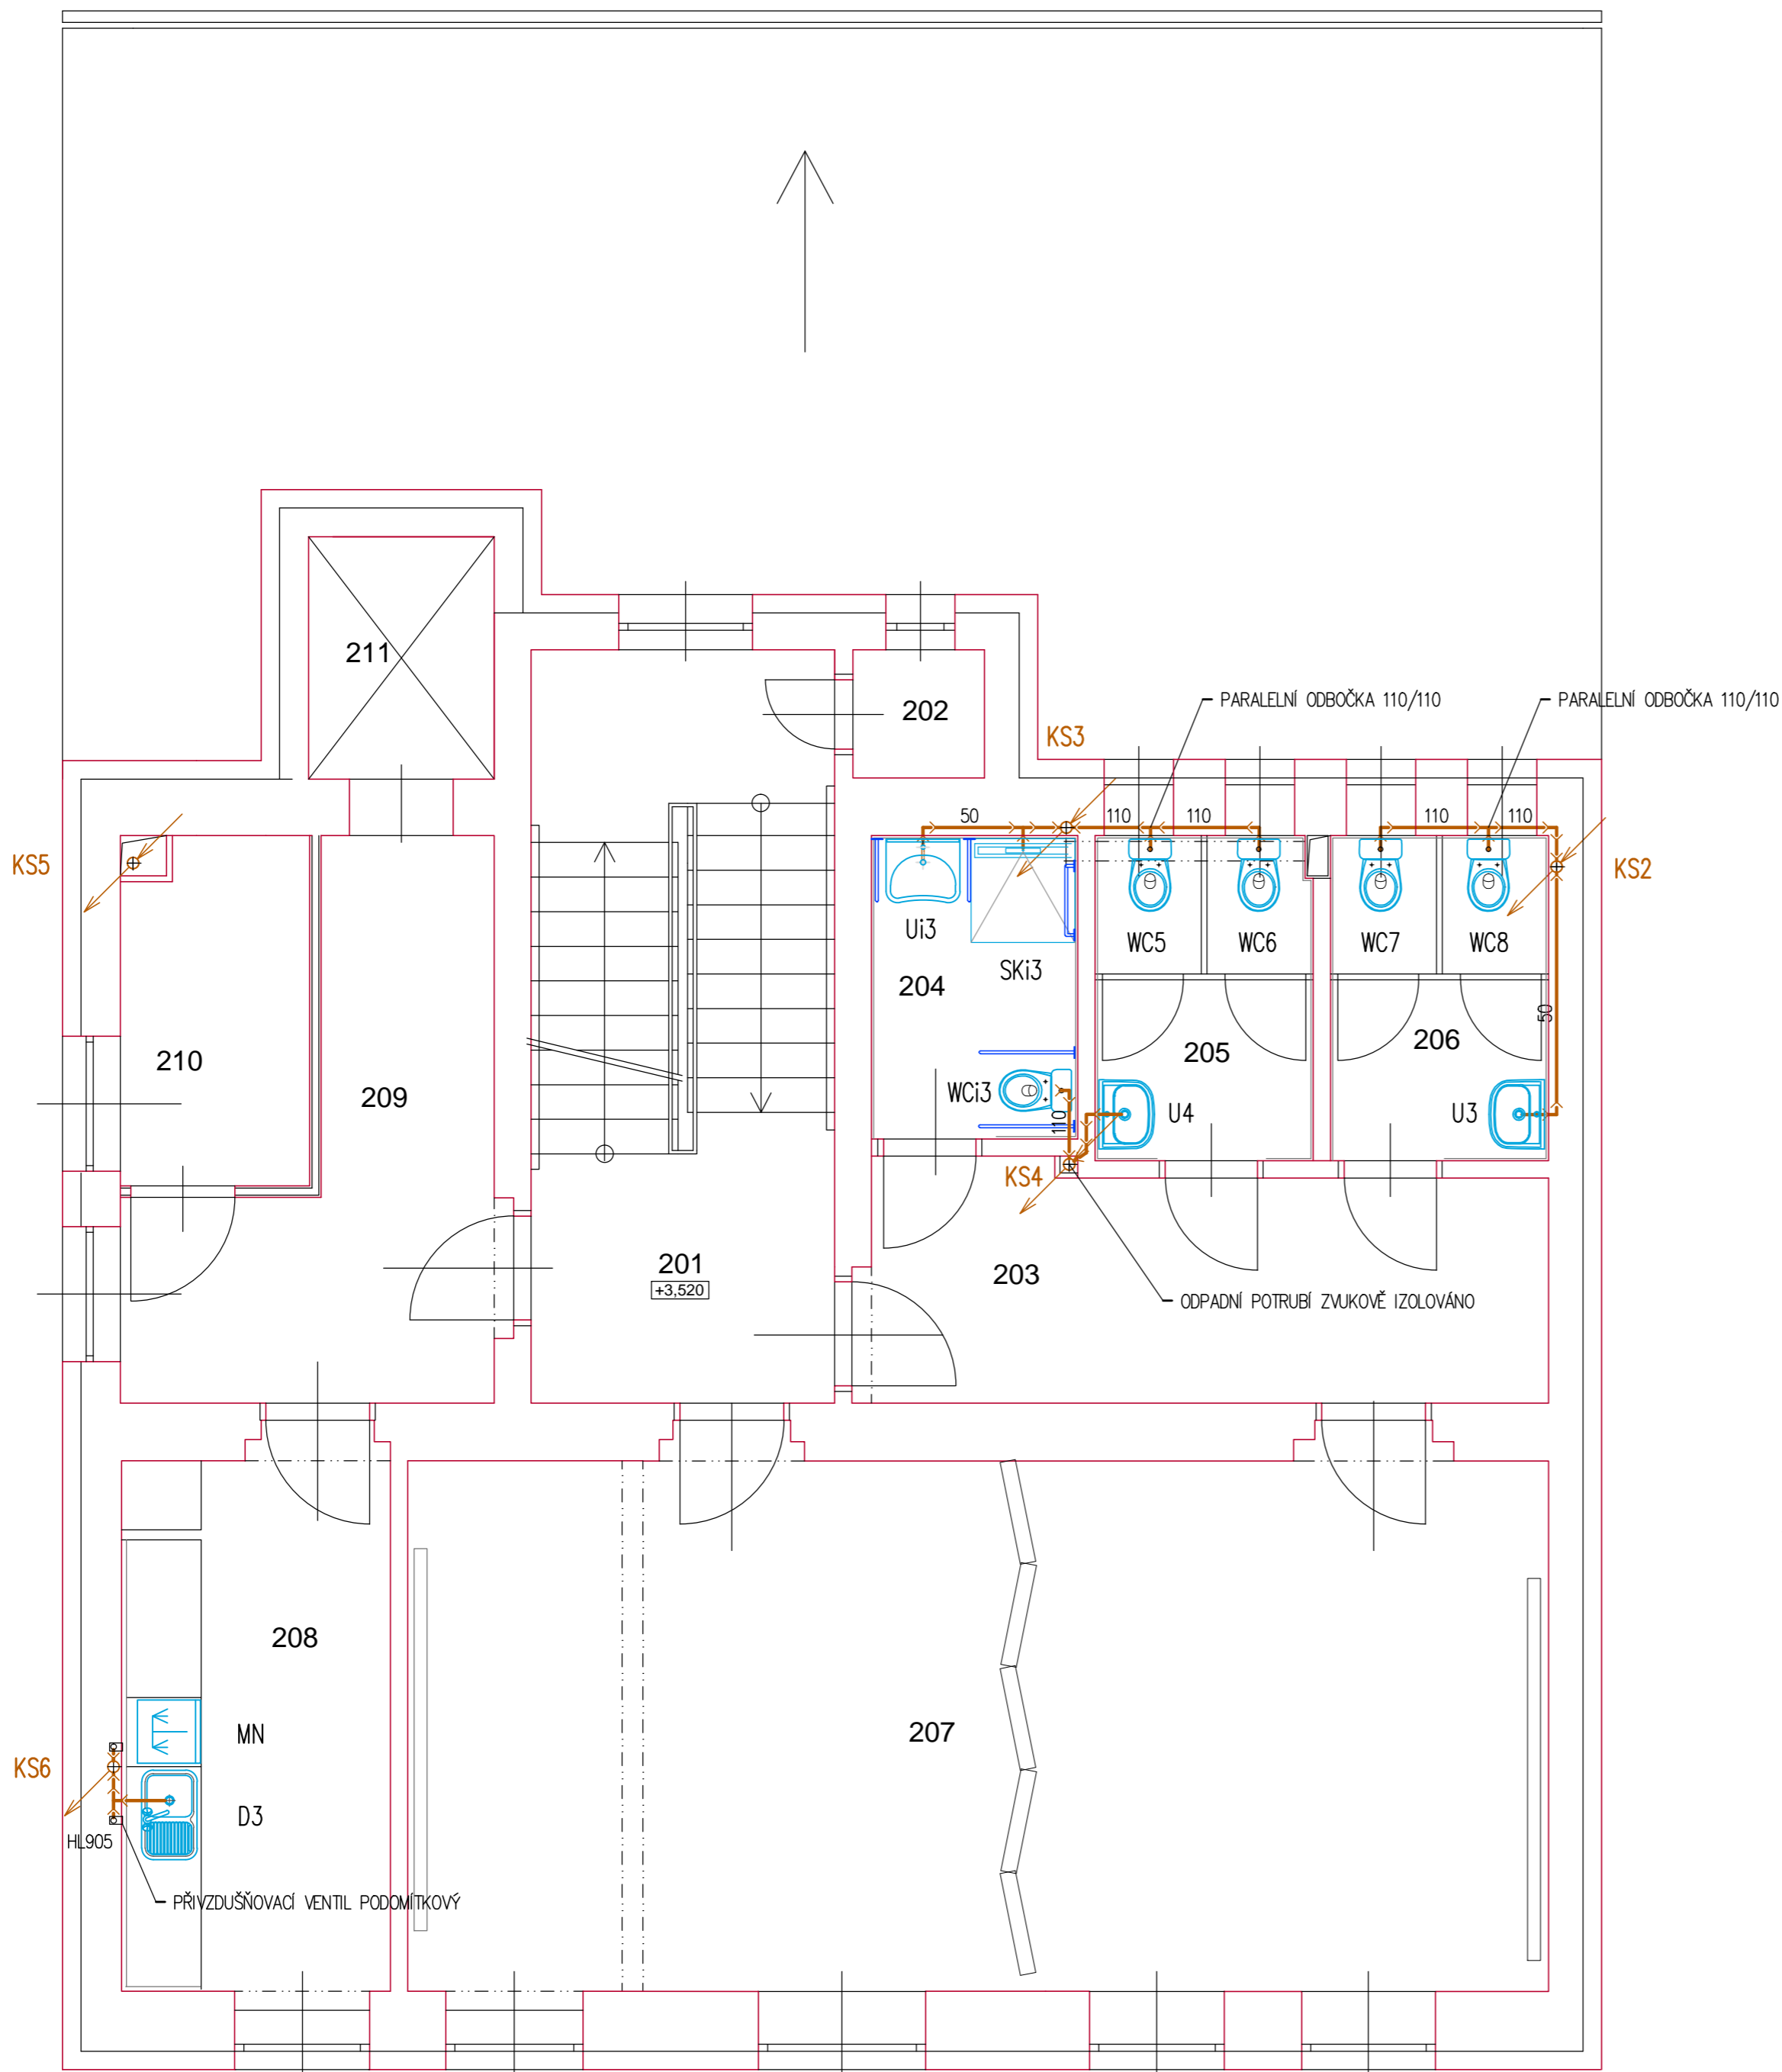 211
202
PARALELNÍ ODBOČKA 110/110
PARALELNÍ ODBOČKA 110/110
KS3
50
110
110
110
110
KS5
KS2
Ui3
WC5
WC6
WC7
WC8
SKi3
204
50
210
209
205
206
WCi3
110
U4
U3
KS4
201
+3,520
203
ODPADNÍ POTRUBÍ ZVUKOVĚ IZOLOVÁNO
208
MN
207
KS6
D3
HL905
PŘIVZDUŠŇOVACÍ VENTIL PODOMÍTKOVÝ